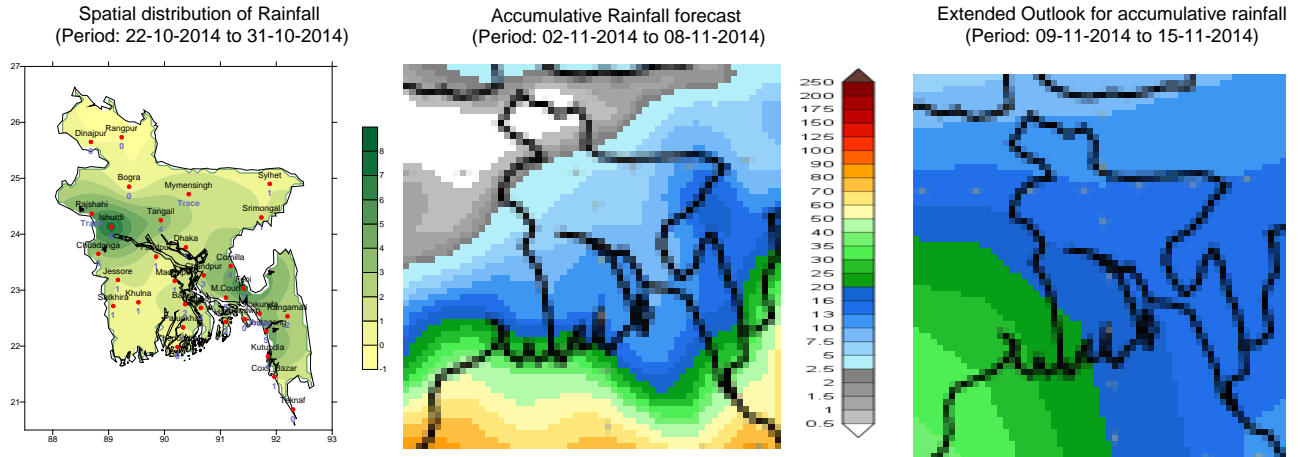 Spatial distribution of Rainfall
(Period: 22-10-2014 to 31-10-2014)
Accumulative Rainfall forecast
(Period: 02-11-2014 to 08-11-2014)
Extended Outlook for accumulative rainfall
(Period: 09-11-2014 to 15-11-2014)
27
26
25
24
23
22
21
88
89
90
91
92
93
Rangpur
0
Dinajpur
Sylhet
1
Bogra
0
Mymensingh
Trace
Srimongal
Rajshahi
Ishurdi
Tangail
4
Dhaka
Chuadanga
Comilla
Jessore
1
3
M.Court
Khulna
1
Satkhira
1
Rangamati
2
Kutubdia
Coxs Bazar
1
Teknaf
0
8
7
6
5
4
3
2
1
0
-1
250
200
175
150
125
100
90
80
70
60
50
40
30
20
16
13
10
7.5
5
2.5
2
1.5
1
0.5